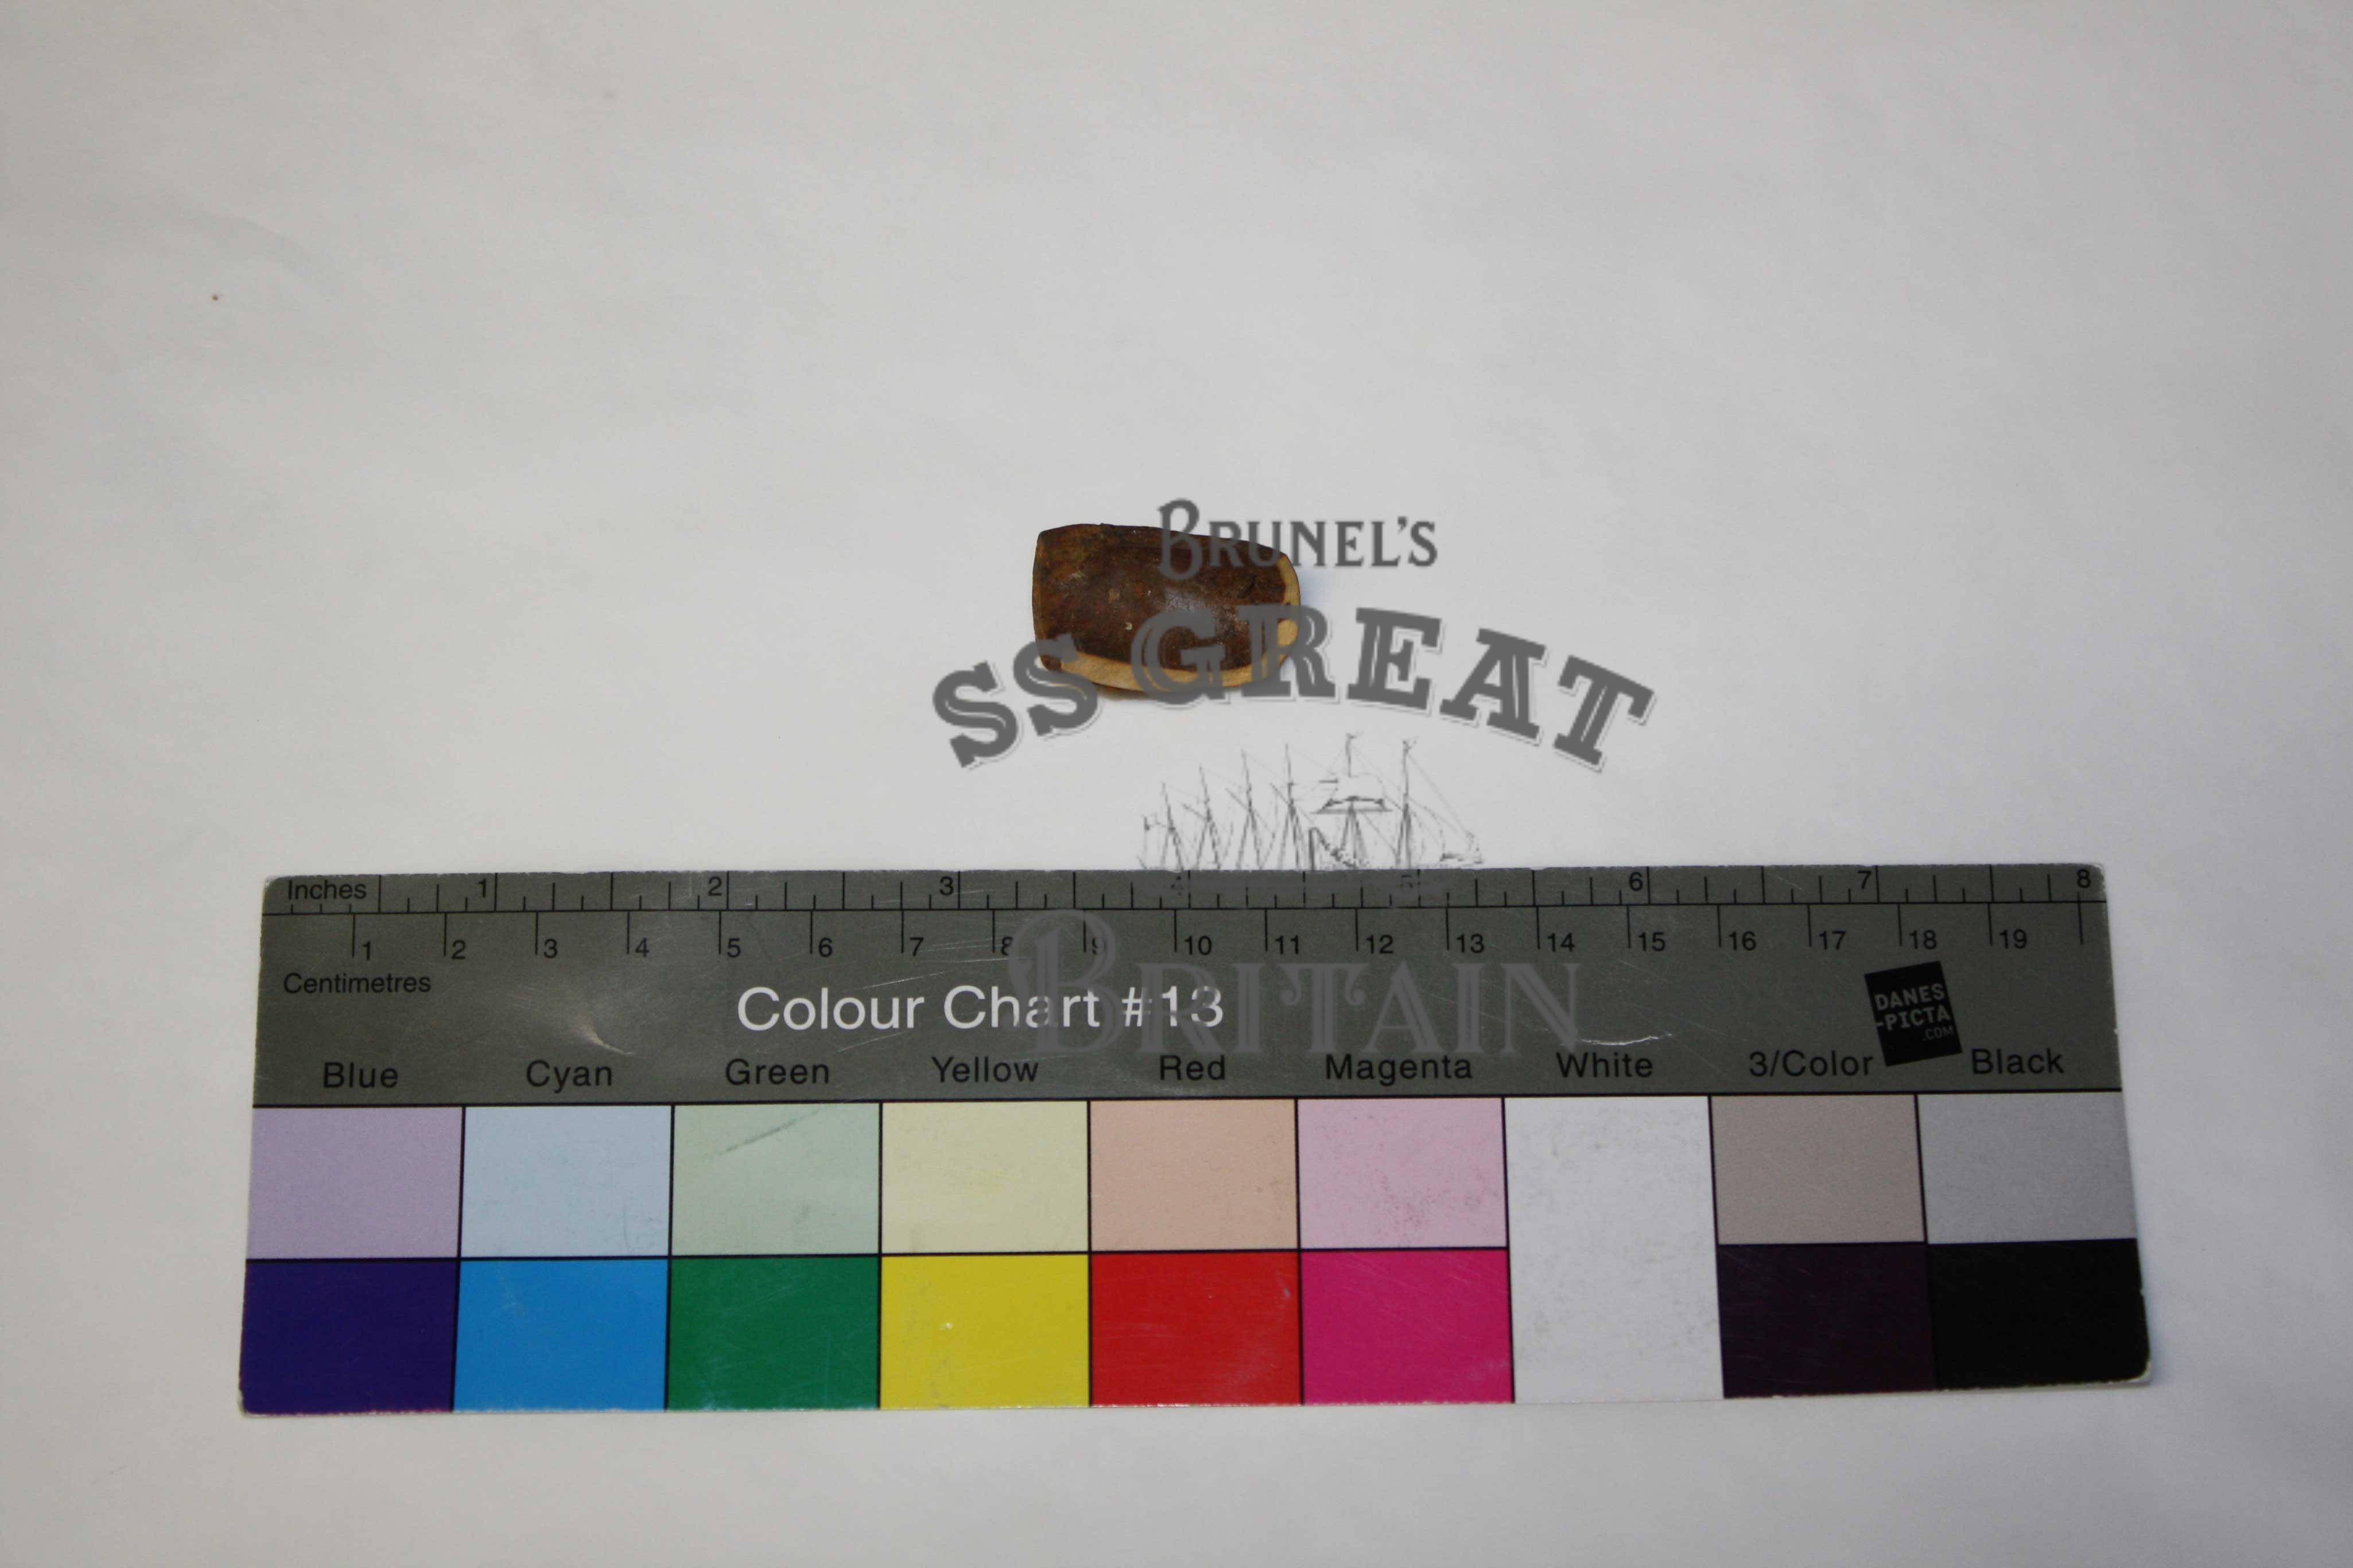 BRUNEL'S
SS GREAT
BRITAIN
Inches 1 2 3 6 7 8
1 2 3 4 5 6 7 8 9 10 11 12 13 14 15 16 17 18 19
Centimetres
Colour Chart #13
DANES
-PICTA
.COM
Blue Cyan Green Yellow Red Magenta White 3/Color Black